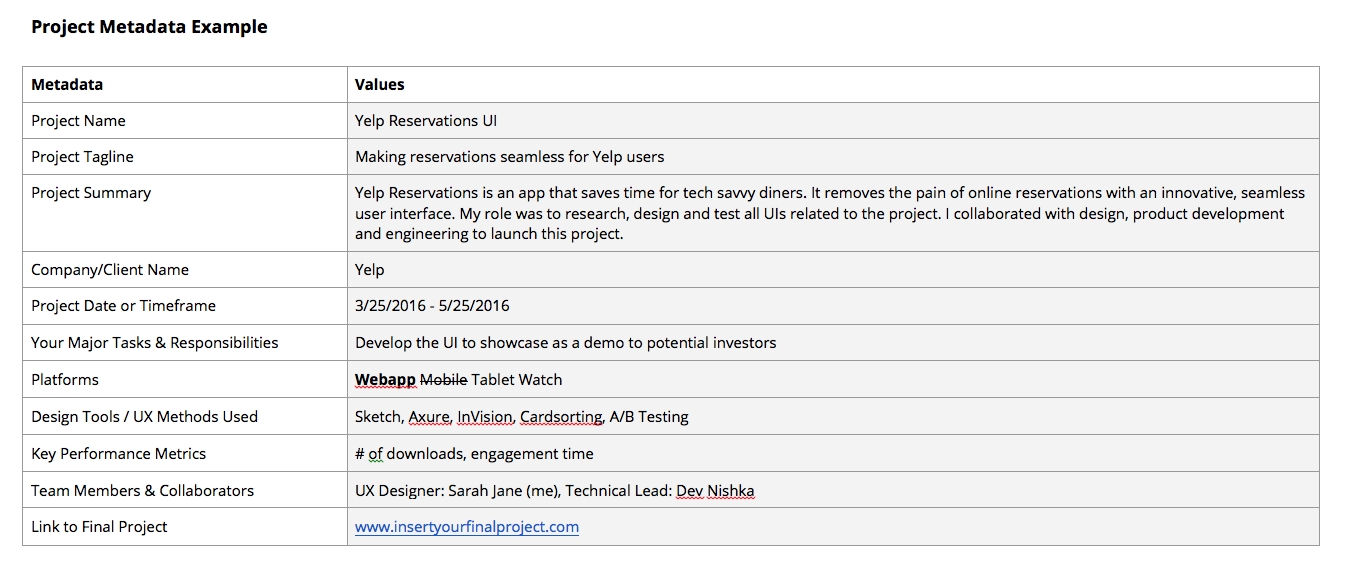 Project Metadata Example
Metadata Values
Project Name Yelp Reservations UI
Project Tagline Making reservations seamless for Yelp users
Project Summary Yelp Reservations is an app that saves time for tech savvy diners. It removes the pain of online reservations with an innovative, seamless
user interface. My role was to research, design and test all UIs related to the project. I collaborated with design, product development
and engineering to launch this project.
Company/Client Name Yelp
Project Date or Timeframe 3/25/2016 - 5/25/2016
Your Major Tasks & Responsibilities Develop the UI to showcase as a demo to potential investors
Platforms Webapp Mobile Tablet Watch
Design Tools / UX Methods Used Sketch, Axure, InVision, Cardsorting, A/B Testing
Key Performance Metrics # of downloads, engagement time
Team Members & Collaborators UX Designer: Sarah Jane (me), Technical Lead: Dev Nishka
Link to Final Project www.insertyourfinalproject.com